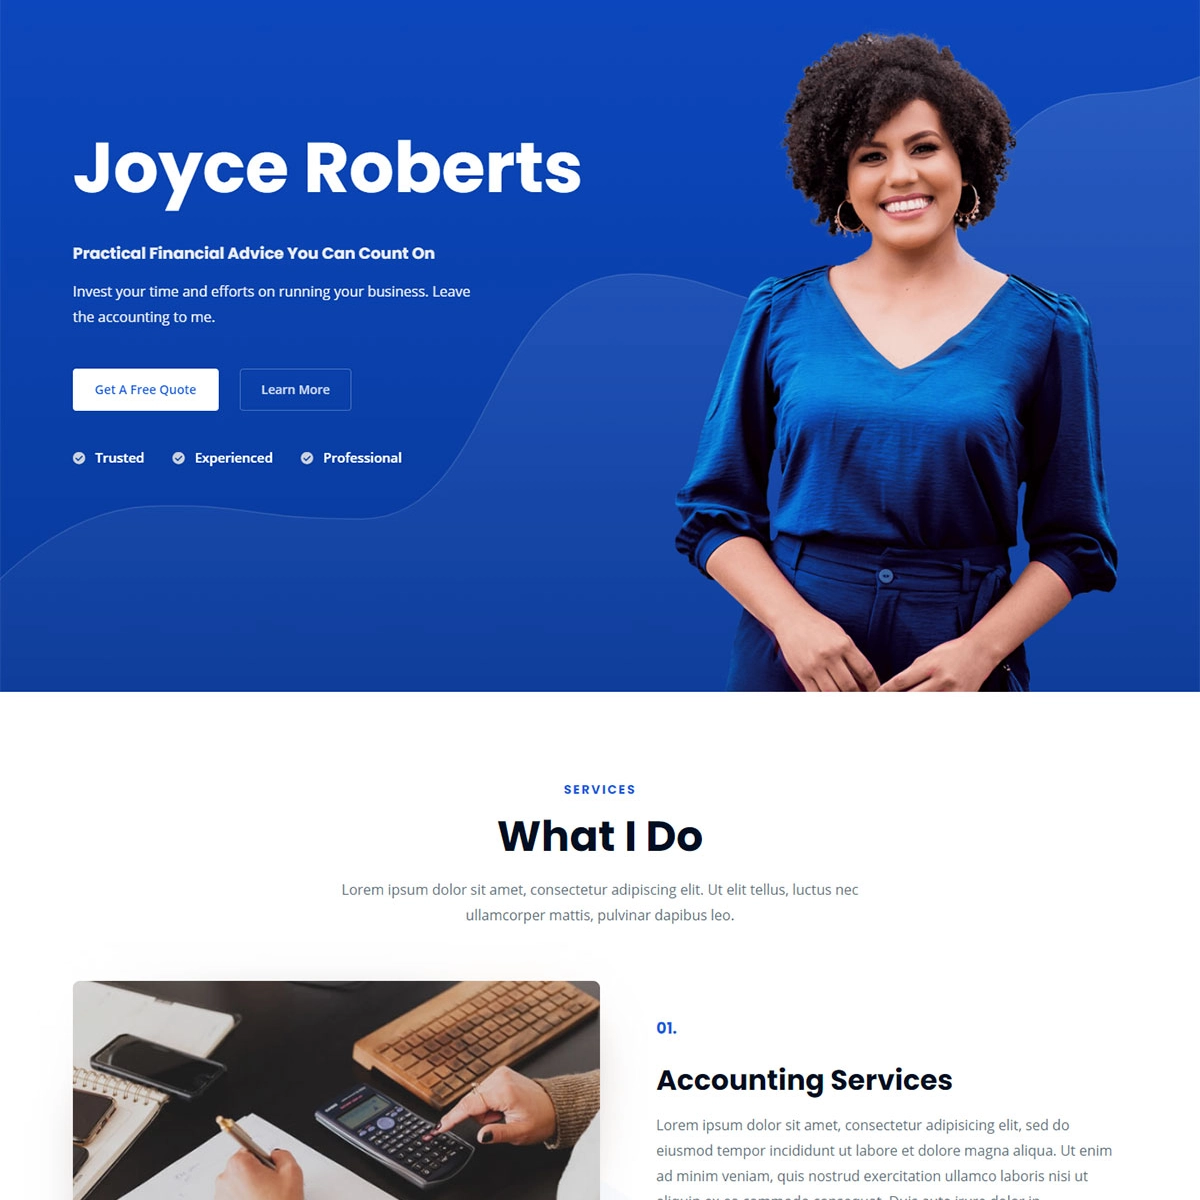 Joyce Roberts
Practical Financial Advice You Can Count On
Invest your time and efforts on running your business. Leave
the accounting to me.
Get A Free Quote
Learn More
Trusted
Experienced
Professional
SERVICES
What I Do
Lorem ipsum dolor sit amet, consectetur adipiscing elit. Ut elit tellus, luctus nec
ullamcorper mattis, pulvinar dapibus leo.
01.
Accounting Services
Lorem ipsum dolor sit amet, consectetur adipisicing elit, sed do
eiusmod tempor incididunt ut labore et dolore magna aliqua. Ut enim
ad minim veniam, quis nostrud exercitation ullamco laboris nisi ut